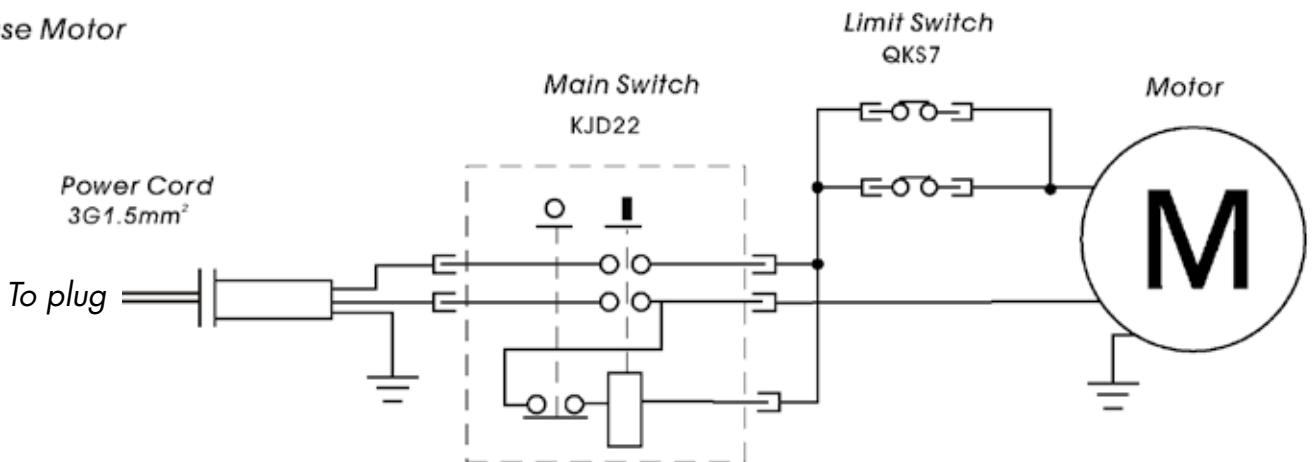 se Motor
Limit Switch
QKS7
Main Switch
KJD22
Motor
Power Cord
3G1.5mm²
To plug
M